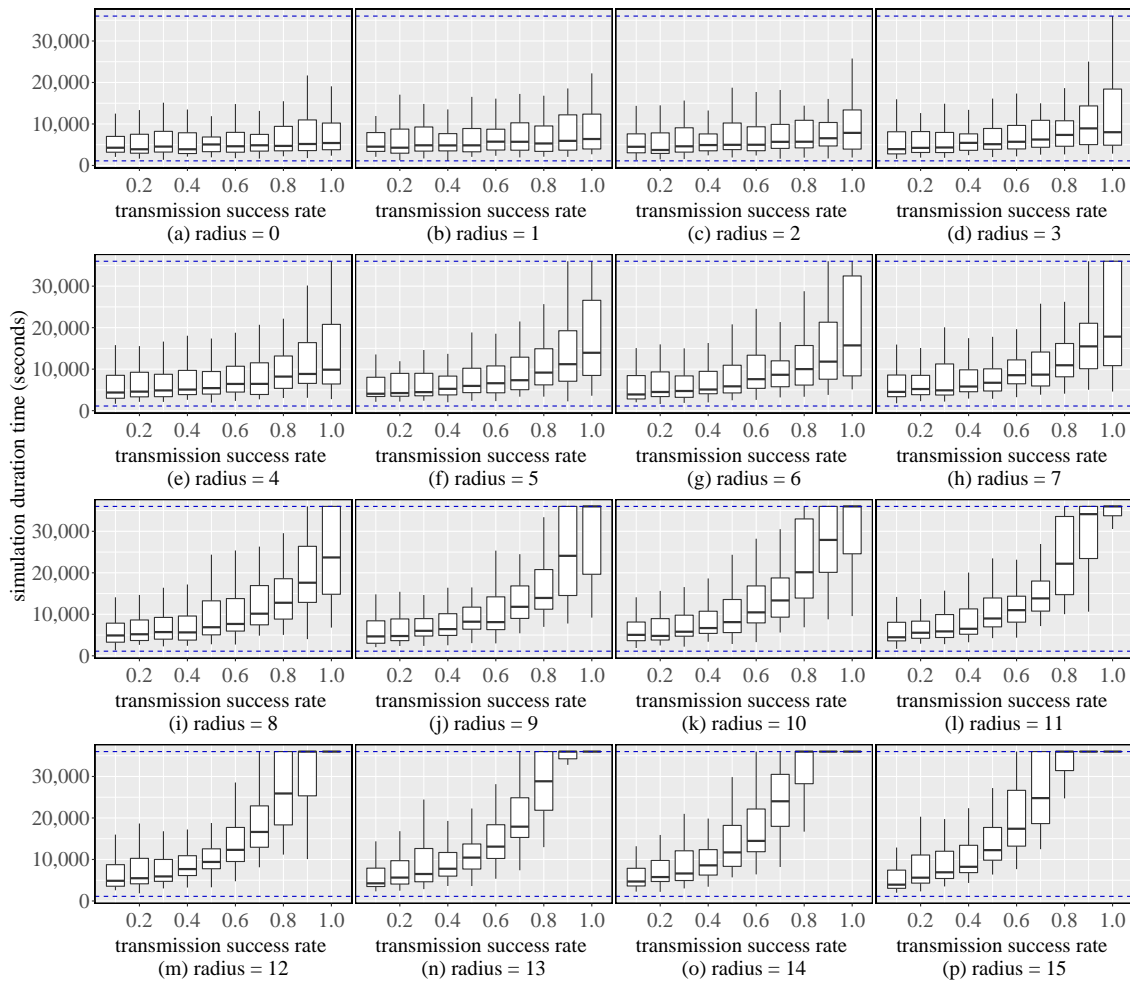 30,000
20,000
10,000
0
0.2 0.4 0.6 0.8 1.0 0.2 0.4 0.6 0.8 1.0 0.2 0.4 0.6 0.8 1.0 0.2 0.4 0.6 0.8 1.0
transmission success rate transmission success rate transmission success rate transmission success rate
(a) radius = 0 (b) radius = 1 (c) radius = 2 (d) radius = 3
simulation duration time (seconds)
30,000
20,000
10,000
0
0.2 0.4 0.6 0.8 1.0 0.2 0.4 0.6 0.8 1.0 0.2 0.4 0.6 0.8 1.0 0.2 0.4 0.6 0.8 1.0
transmission success rate transmission success rate transmission success rate transmission success rate
(e) radius = 4 (f) radius = 5 (g) radius = 6 (h) radius = 7
30,000
20,000
10,000
0
0.2 0.4 0.6 0.8 1.0 0.2 0.4 0.6 0.8 1.0 0.2 0.4 0.6 0.8 1.0 0.2 0.4 0.6 0.8 1.0
transmission success rate transmission success rate transmission success rate transmission success rate
(i) radius = 8 (j) radius = 9 (k) radius = 10 (l) radius = 11
30,000
20,000
10,000
0
0.2 0.4 0.6 0.8 1.0 0.2 0.4 0.6 0.8 1.0 0.2 0.4 0.6 0.8 1.0 0.2 0.4 0.6 0.8 1.0
transmission success rate transmission success rate transmission success rate transmission success rate
(m) radius = 12 (n) radius = 13 (o) radius = 14 (p) radius = 15